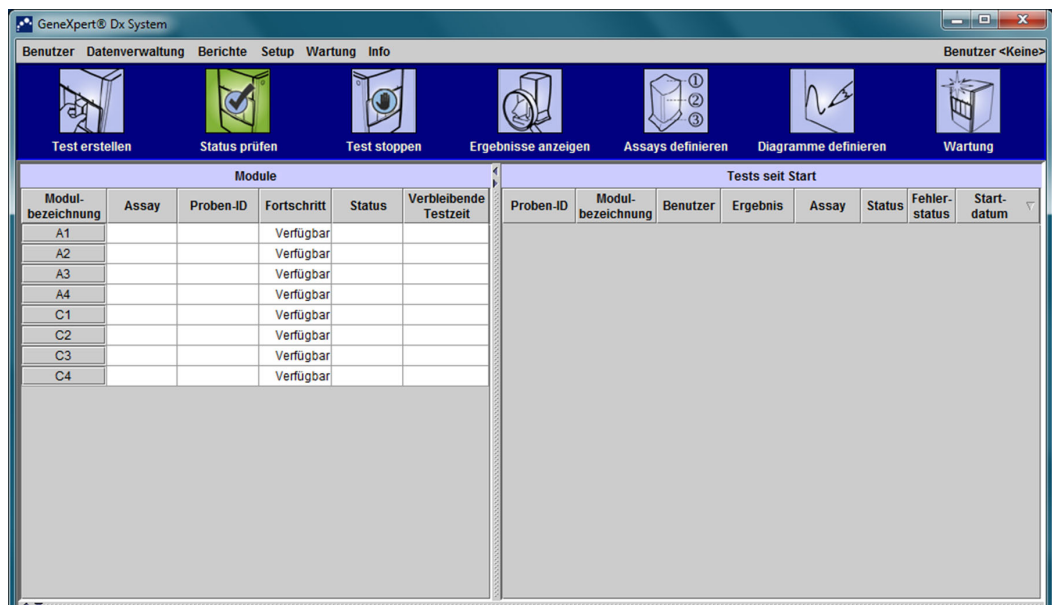 GeneXpert® Dx System
Benutzer Datenverwaltung Berichte Setup Wartung Info Benutzer <Keine>
①
②
③
Test erstellen Status prüfen Test stoppen Ergebnisse anzeigen Assays definieren Diagramme definieren Wartung
Module Tests seit Start
Modul-bezeichnung Assay Proben-ID Fortschritt Status Verbleibende Testzeit Proben-ID Modul-bezeichnung Benutzer Ergebnis Assay Status Fehler-status Start-datum
A1 Verfügbar
A2 Verfügbar
A3 Verfügbar
A4 Verfügbar
C1 Verfügbar
C2 Verfügbar
C3 Verfügbar
C4 Verfügbar